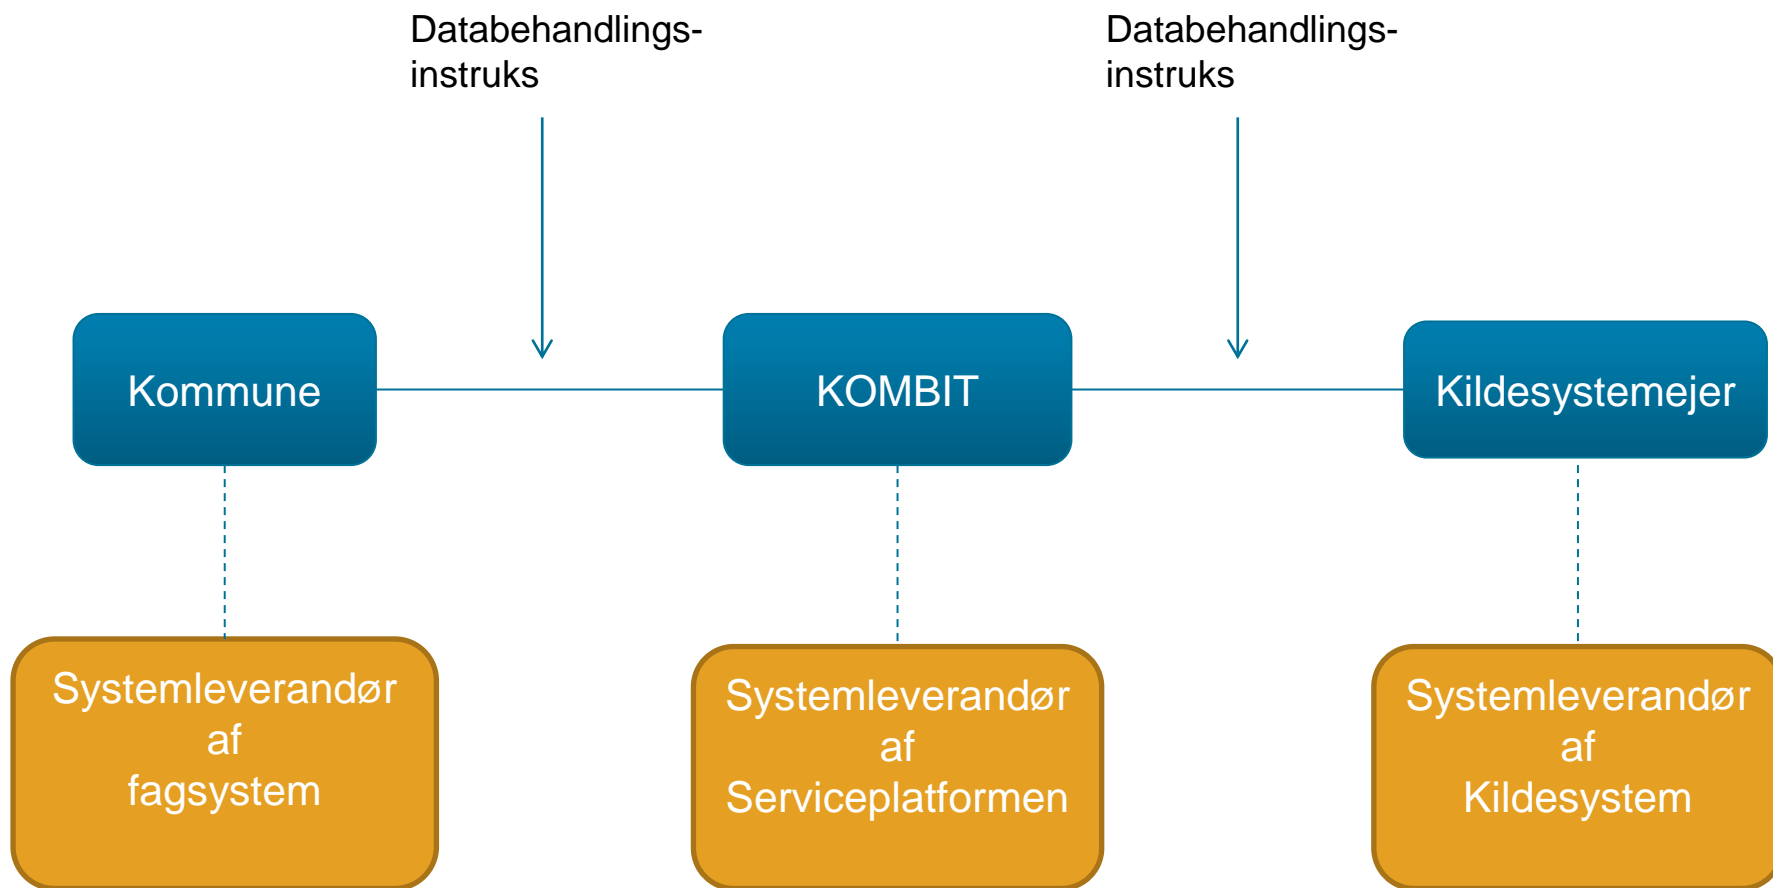 Databehandlings-
instruks
Databehandlings-
instruks
Kommune
KOMBIT
Kildesystemejer
Systemleverandør
af
fagsystem
Systemleverandør
af
Serviceplatformen
Systemleverandør
af
Kildesystem